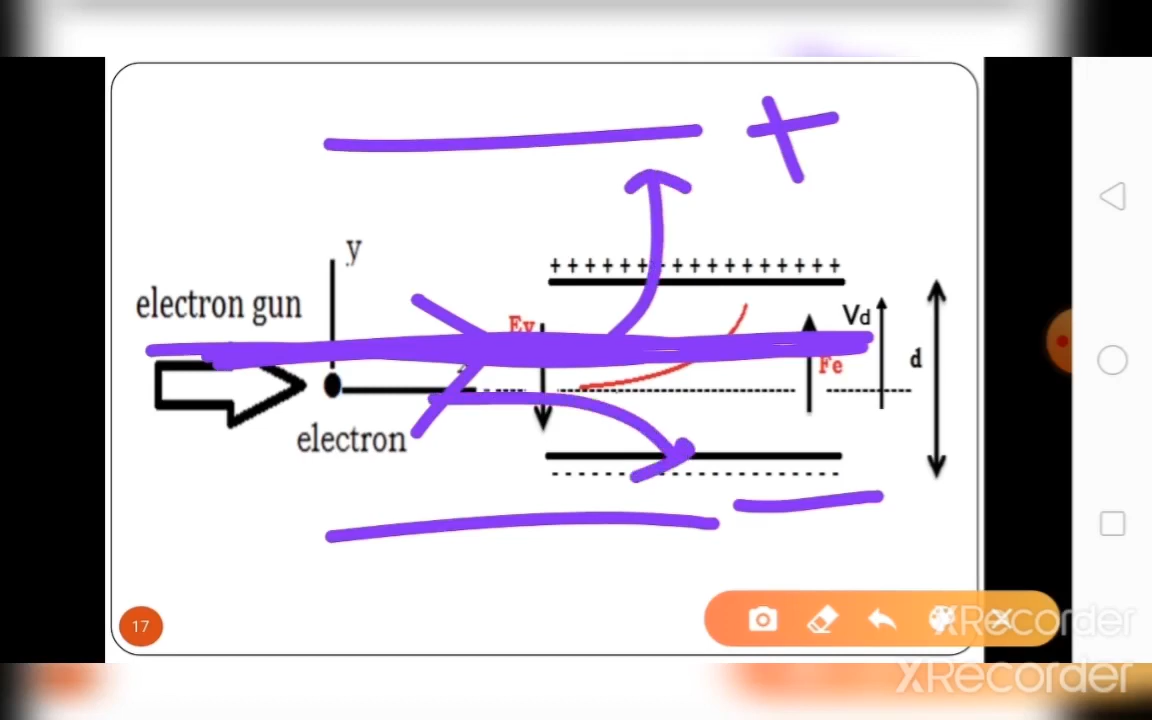 y
electron gun
+ + + + + + + + + + + + + + + + +
Ey
Vd
Fe
d
electron
17
XRecorder
XRecorder